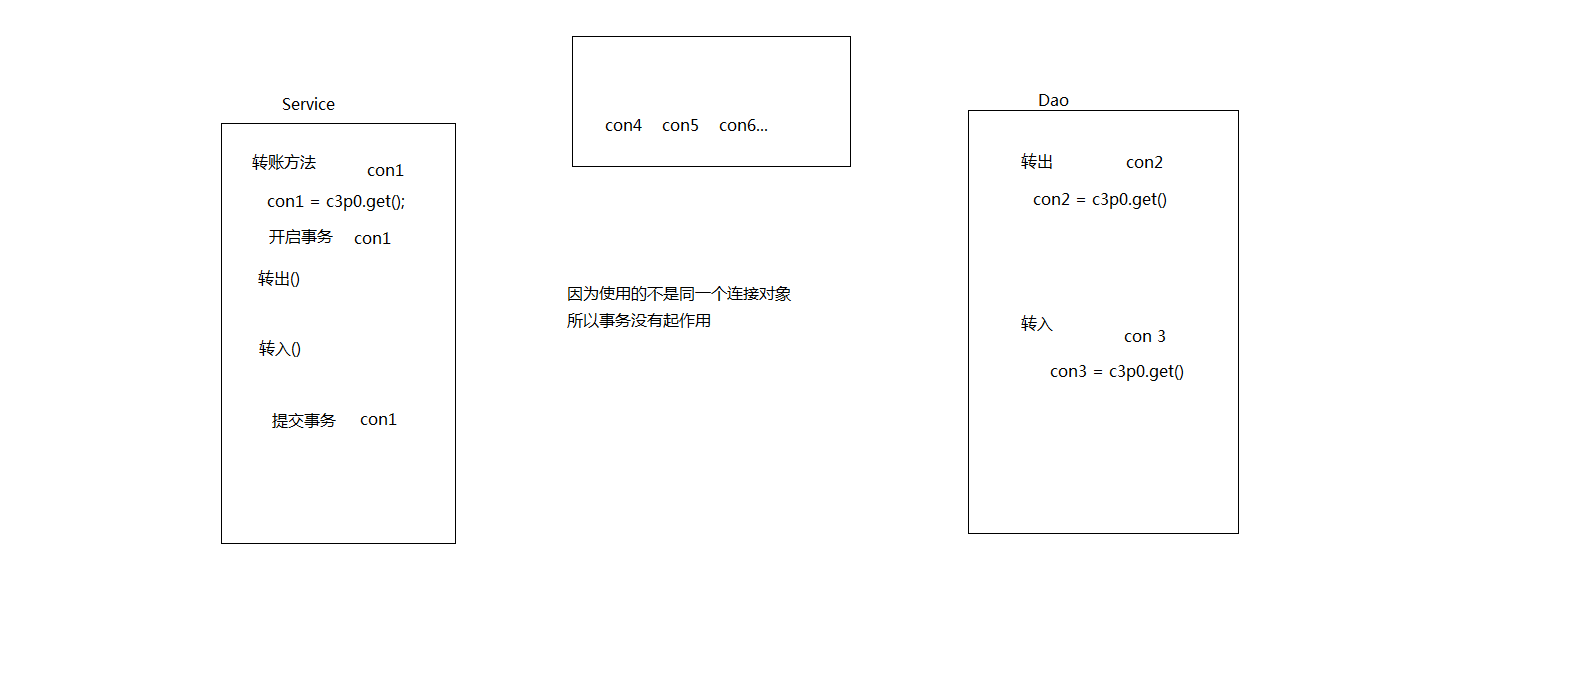 Service
转账方法 con1
con1 = c3p0.get();
开启事务 con1
转出()
转入()
提交事务 con1
con4 con5 con6...
因为使用的不是同一个连接对象
所以事务没有起作用
Dao
转出 con2
con2 = c3p0.get()
转入 con 3
con3 = c3p0.get()